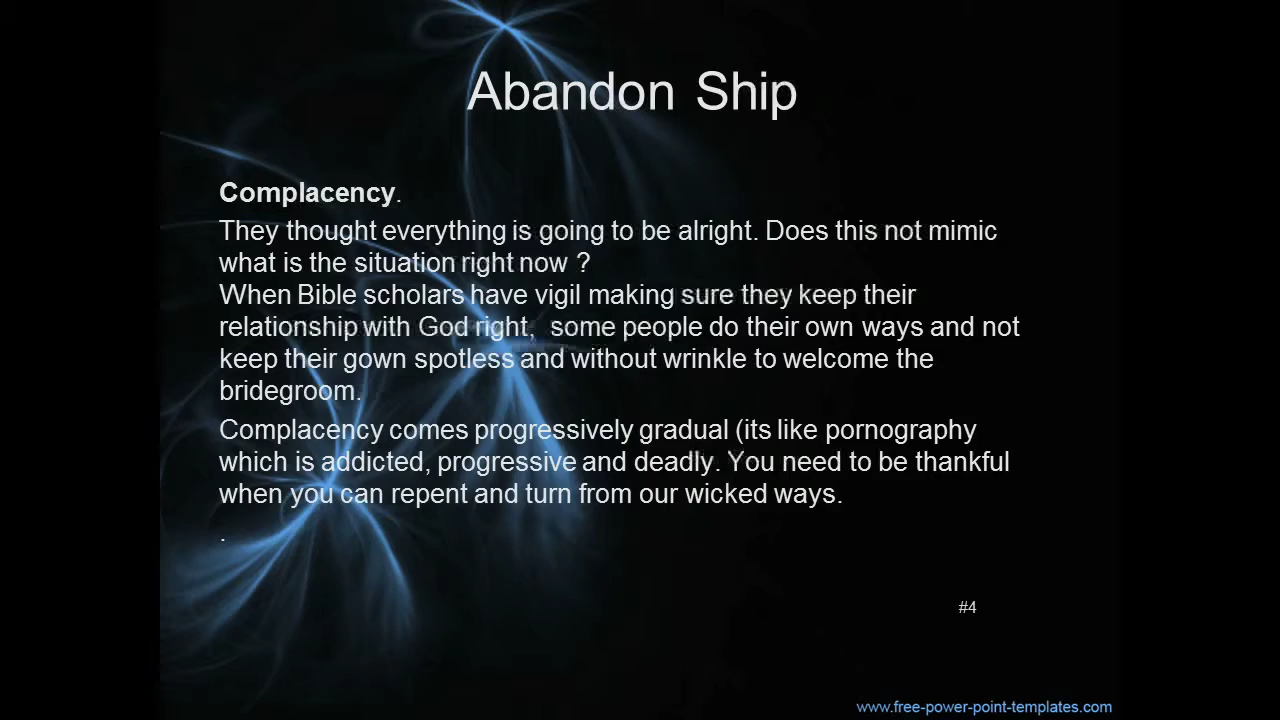 Abandon Ship
Complacency.
They thought everything is going to be alright. Does this not mimic
what is the situation right now ?
When Bible scholars have vigil making sure they keep their
relationship with God right,  some people do their own ways and not
keep their gown spotless and without wrinkle to welcome the
bridegroom.
Complacency comes progressively gradual (its like pornography
which is addicted, progressive and deadly. You need to be thankful
when you can repent and turn from our wicked ways.
.
#4
www.free-power-point-templates.com